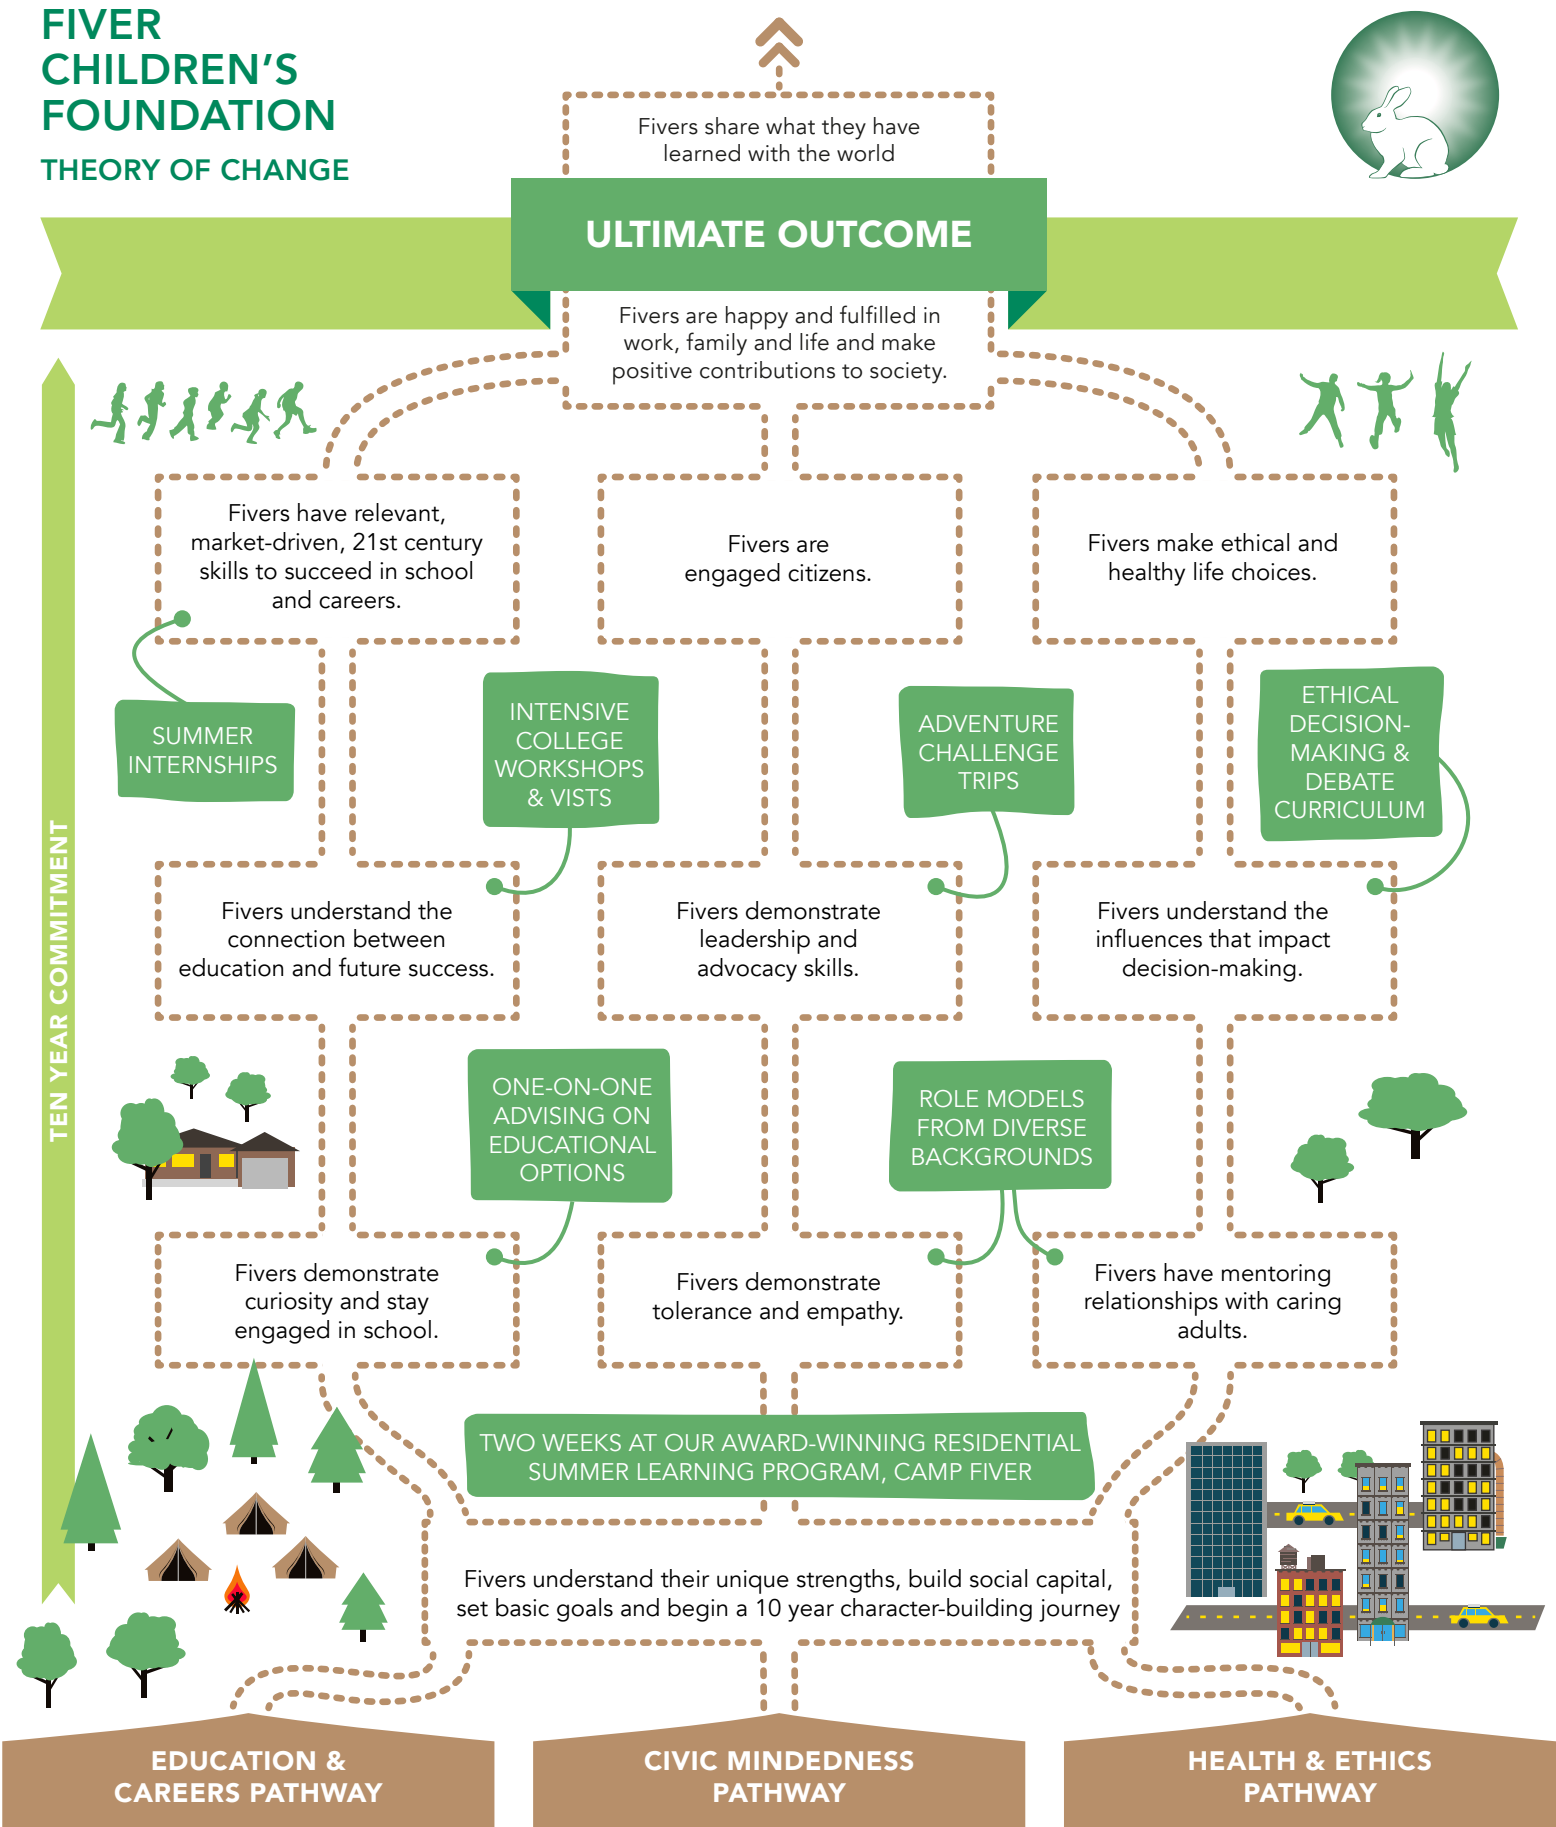 FIVER
CHILDREN'S
FOUNDATION
THEORY OF CHANGE
Fivers share what they have
learned with the world
ULTIMATE OUTCOME
Fivers are happy and fulfilled in
work, family and life and make
positive contributions to society.
TEN YEAR COMMITMENT
Fivers have relevant,
market-driven, 21st century
skills to succeed in school
and careers.
Fivers are
engaged citizens.
Fivers make ethical and
healthy life choices.
SUMMER
INTERNSHIPS
INTENSIVE
COLLEGE
WORKSHOPS
& VISTS
ADVENTURE
CHALLENGE
TRIPS
ETHICAL
DECISION-
MAKING &
DEBATE
CURRICULUM
Fivers understand the
connection between
education and future success.
Fivers demonstrate
leadership and
advocacy skills.
Fivers understand the
influences that impact
decision-making.
ONE-ON-ONE
ADVISING ON
EDUCATIONAL
OPTIONS
ROLE MODELS
FROM DIVERSE
BACKGROUNDS
Fivers demonstrate
curiosity and stay
engaged in school.
Fivers demonstrate
tolerance and empathy.
Fivers have mentoring
relationships with caring
adults.
TWO WEEKS AT OUR AWARD-WINNING RESIDENTIAL
SUMMER LEARNING PROGRAM, CAMP FIVER
Fivers understand their unique strengths, build social capital,
set basic goals and begin a 10 year character-building journey
EDUCATION &
CAREERS PATHWAY
CIVIC MINDEDNESS
PATHWAY
HEALTH & ETHICS
PATHWAY